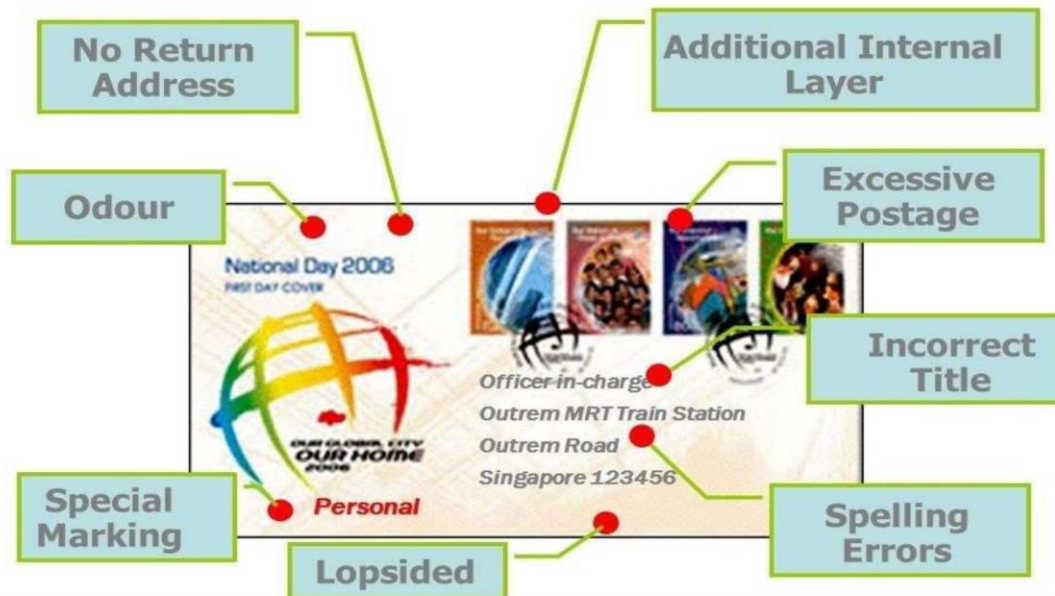 No Return
Address
Additional Internal
Layer
Odour
Excessive
Postage
National Day 2006
FIRST DAY COVER
Incorrect
Title
Officer in-charge
Outrem MRT Train Station
Outrem Road
Singapore 123456
OUR GLOBAL CITY
OUR HOME
2006
Special
Marking
Personal
Lopsided
Spelling
Errors